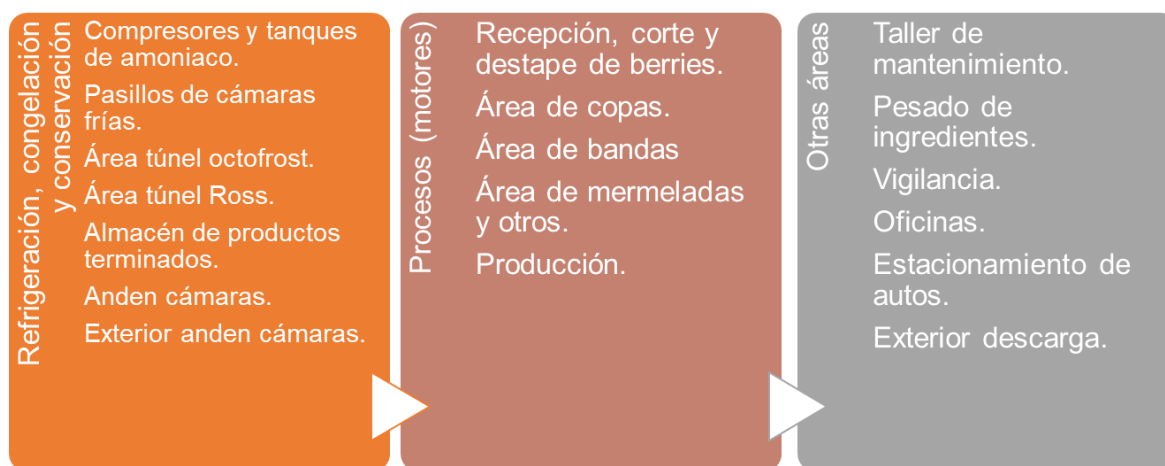 Refrigeración, congelación
y conservación
Compresores y tanques
de amoniaco.
Pasillos de cámaras
frías.
Área túnel octofrost.
Área túnel Ross.
Almacén de productos
terminados.
Anden cámaras.
Exterior anden cámaras.
Procesos (motores)
Recepción, corte y
destape de berries.
Área de copas.
Área de bandas
Área de mermeladas
y otros.
Producción.
Otras áreas
Taller de
mantenimiento.
Pesado de
ingredientes.
Vigilancia.
Oficinas.
Estacionamiento de
autos.
Exterior descarga.